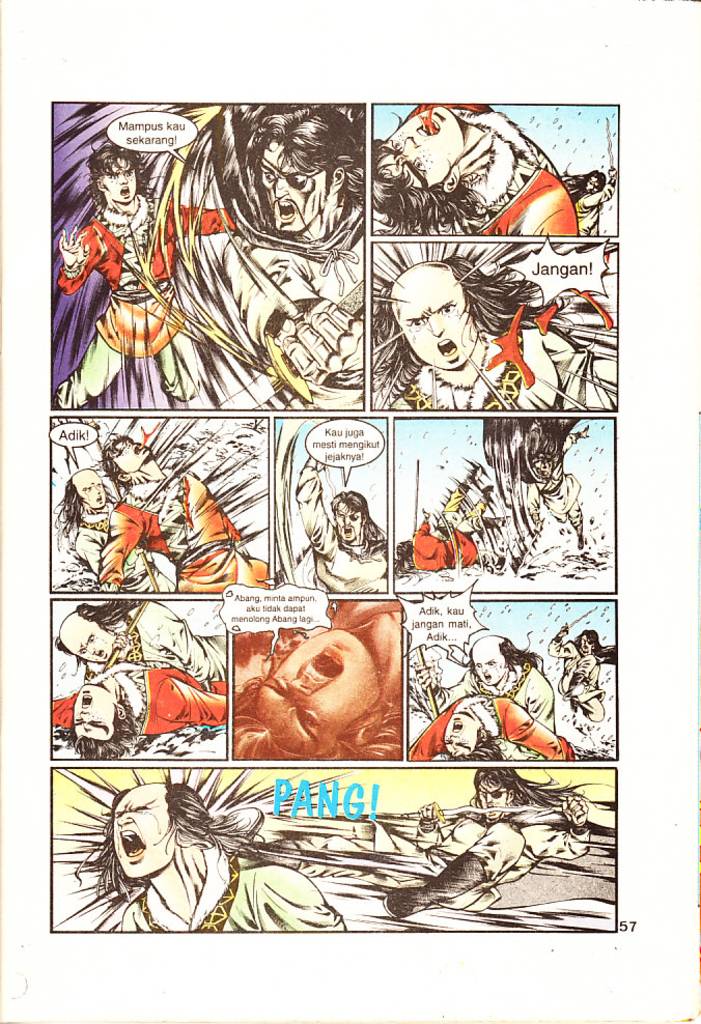 Mampus kau
sekarang!
Jangan!
Adik!
Kau juga
mesti mengikut
jejaknya!
Abang, minta ampun,
aku tidak dapat
menolong Abang lagi...
Adik, kau
jangan mati,
Adik...
PANG!
57